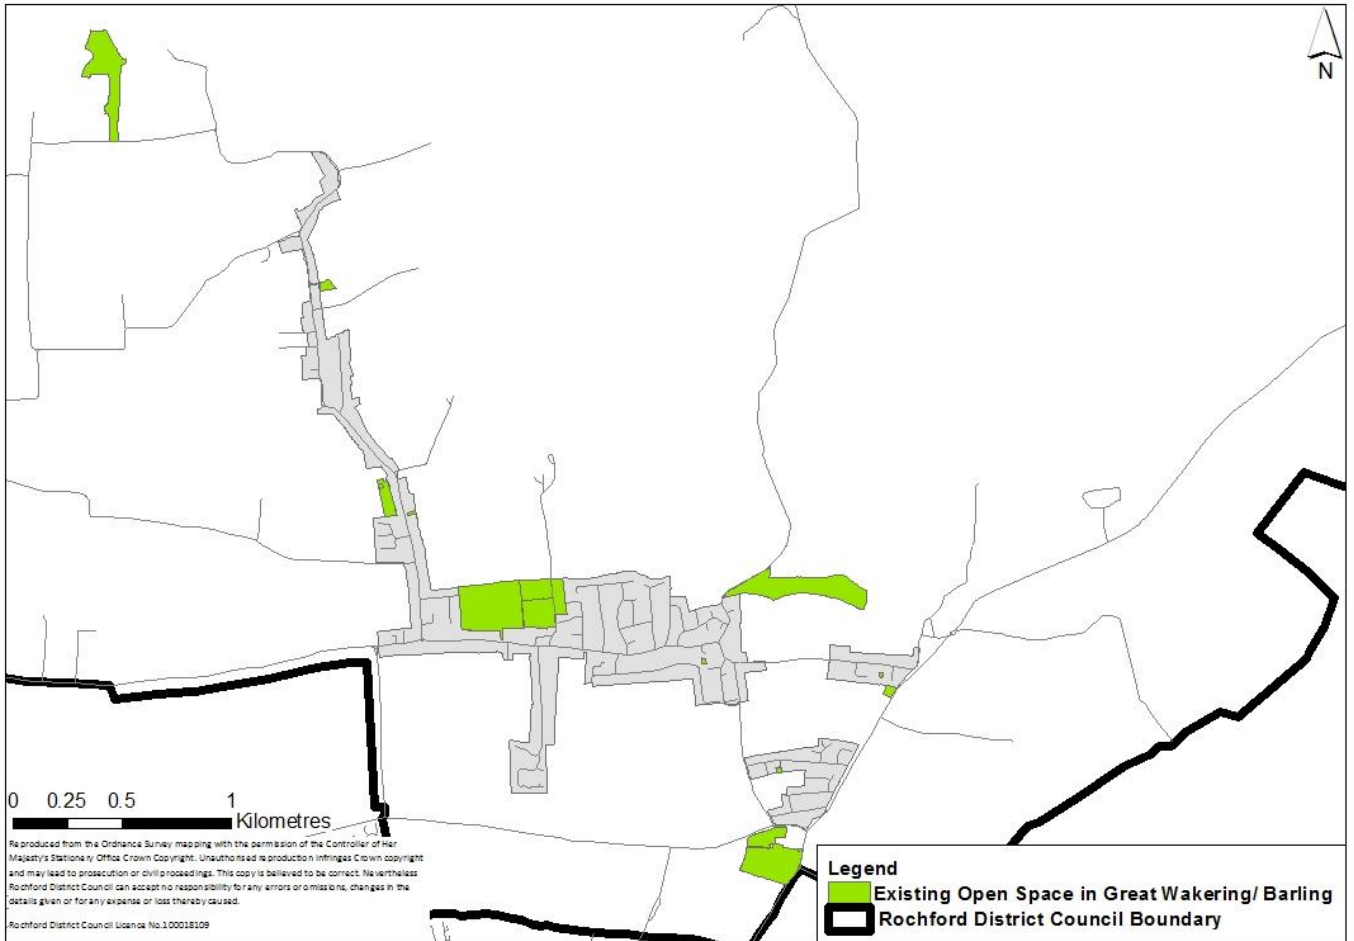 N
0 0.25 0.5 1
Kilometres
Reproduced from the Ordnance Survey mapping with the permission of the Controller of Her
Majesty's Stationery Office Crown Copyright. Unauthorised reproduction infringes Crown copyright
and may lead to prosecution or civil proceedings. This copy is believed to be correct. Nevertheless
Rochford District Council can accept no responsibility for any errors or omissions, changes in the
details given or for any expense or loss thereby caused.
Rochford District Council Licence No.100018109
Legend
Existing Open Space in Great Wakering/ Barling
Rochford District Council Boundary